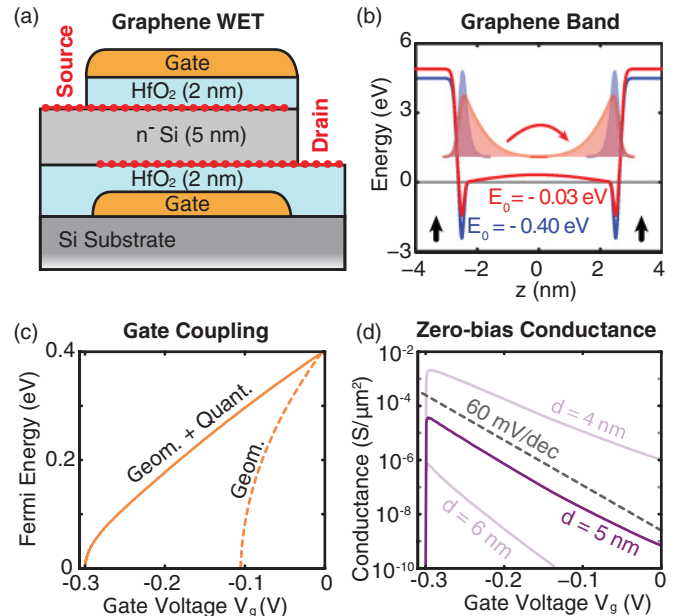 (a) Graphene WET
Source
Gate
HfO₂ (2 nm)
n⁻ Si (5 nm)
Drain
HfO₂ (2 nm)
Gate
Si Substrate
(b) Graphene Band
Energy (eV)
6
3
0
-3
E₀ = - 0.03 eV
E₀ = - 0.40 eV
-4 -2 0 2 4
z (nm)
(c) Gate Coupling
Fermi Energy (eV)
0.4
0.2
0
Geom. + Quant.
Geom.
-0.3 -0.2 -0.1 0
Gate Voltage V_g (V)
(d) Zero-bias Conductance
Conductance (S/μm²)
10⁻²
10⁻⁴
10⁻⁶
10⁻⁸
10⁻¹⁰
d = 4 nm
60 mV/dec
d = 5 nm
d = 6 nm
-0.3 -0.2 -0.1 0
Gate Voltage V_g (V)